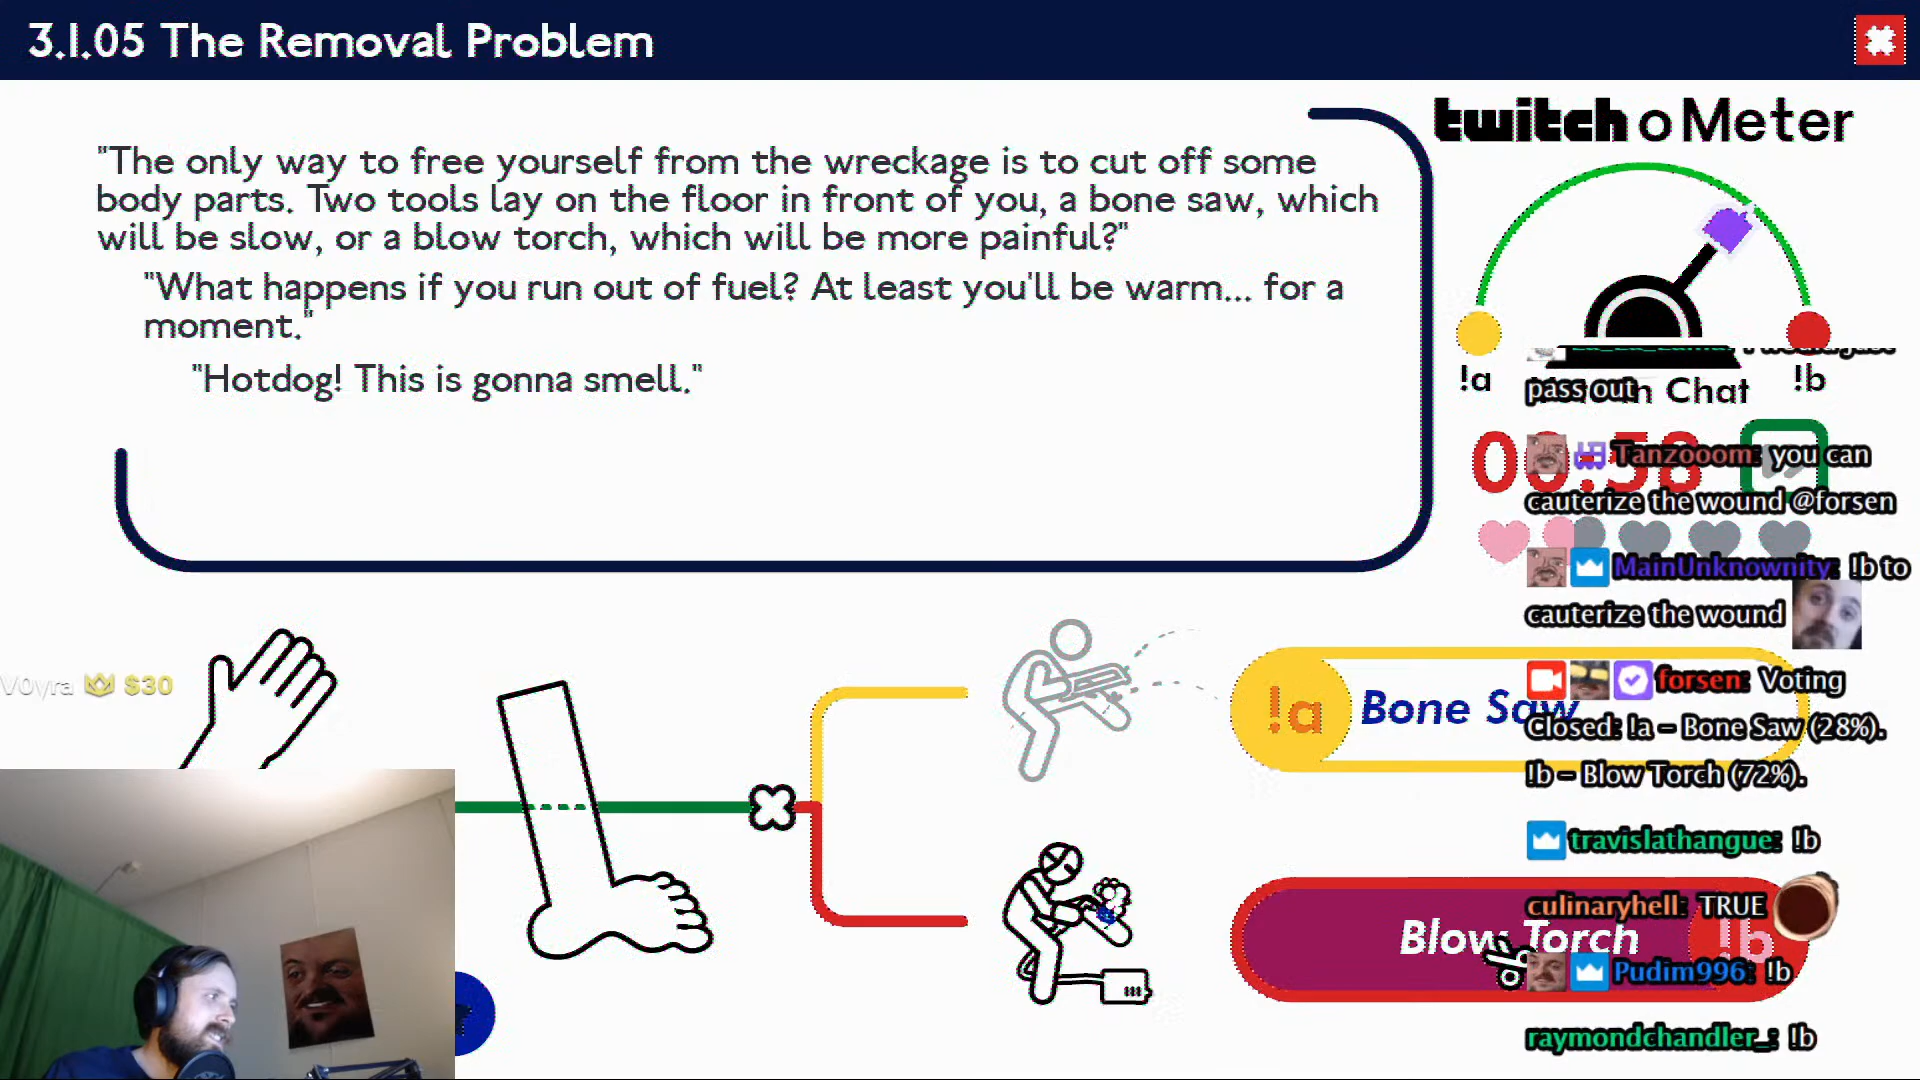 3.1.05 The Removal Problem
"The only way to free yourself from the wreckage is to cut off some
body parts. Two tools lay on the floor in front of you, a bone saw, which
will be slow, or a blow torch, which will be more painful?"
"What happens if you run out of fuel? At least you'll be warm... for a
moment."
"Hotdog! This is gonna smell."
twitch o Meter
!a
!b
pass out
Chat
Tanzooom: you can
cauterize the wound @forsen
MainUnknownity: !b to
cauterize the wound
forsen: Voting
Closed: !a – Bone Saw (28%).
!b – Blow Torch (72%).
travislathangue: !b
culinaryhell: TRUE
Pudim996: !b
raymondchandler_: !b
V0yra $30
!a Bone Saw
Blow Torch !b